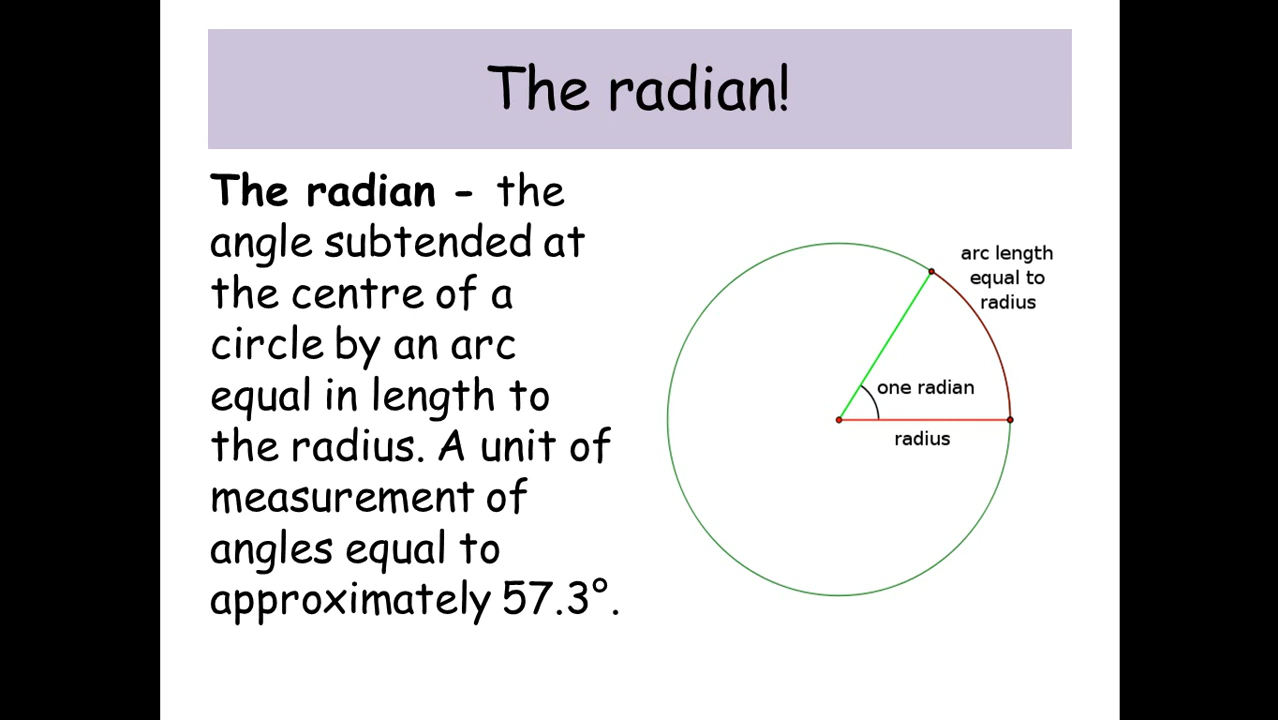 The radian!
The radian - the
angle subtended at
the centre of a
circle by an arc
equal in length to
the radius. A unit of
measurement of
angles equal to
approximately 57.3°.
arc length
equal to
radius
one radian
radius